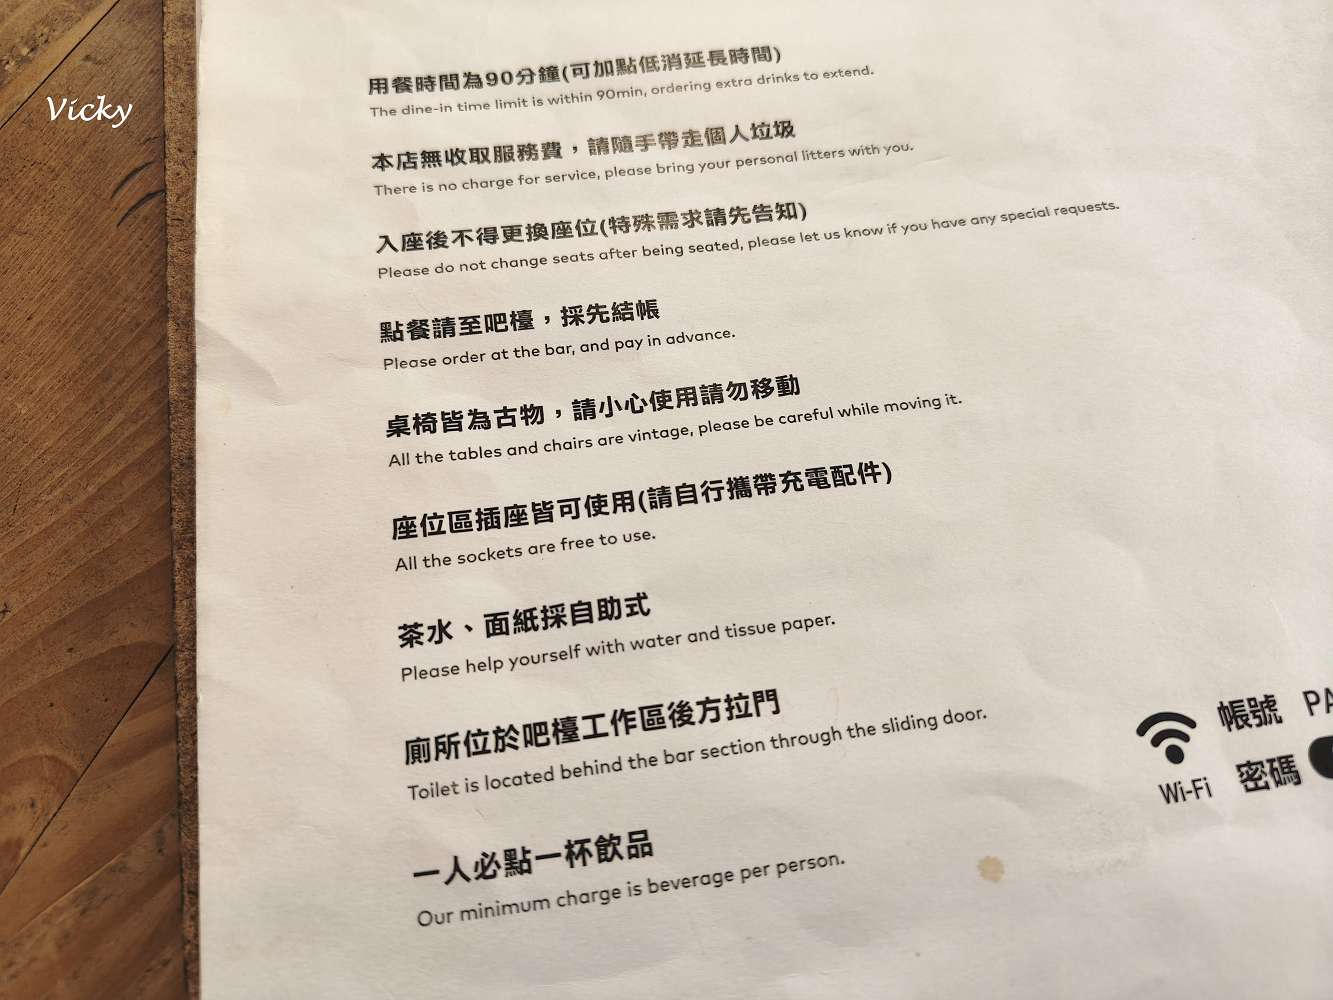 Vicky
用餐時間為90分鐘(可加點低消延長時間)
The dine-in time limit is within 90min, ordering extra drinks to extend.
本店無收取服務費，請隨手帶走個人垃圾
There is no charge for service, please bring your personal litters with you.
入座後不得更換座位(特殊需求請先告知)
Please do not change seats after being seated, please let us know if you have any special requests.
點餐請至吧檯，採先結帳
Please order at the bar, and pay in advance.
桌椅皆為古物，請小心使用請勿移動
All the tables and chairs are vintage, please be careful while moving it.
座位區插座皆可使用(請自行攜帶充電配件)
All the sockets are free to use.
茶水、面紙採自助式
Please help yourself with water and tissue paper.
廁所位於吧檯工作區後方拉門
Toilet is located behind the bar section through the sliding door.
一人必點一杯飲品
Our minimum charge is beverage per person.
帳號 PA
Wi-Fi 密碼